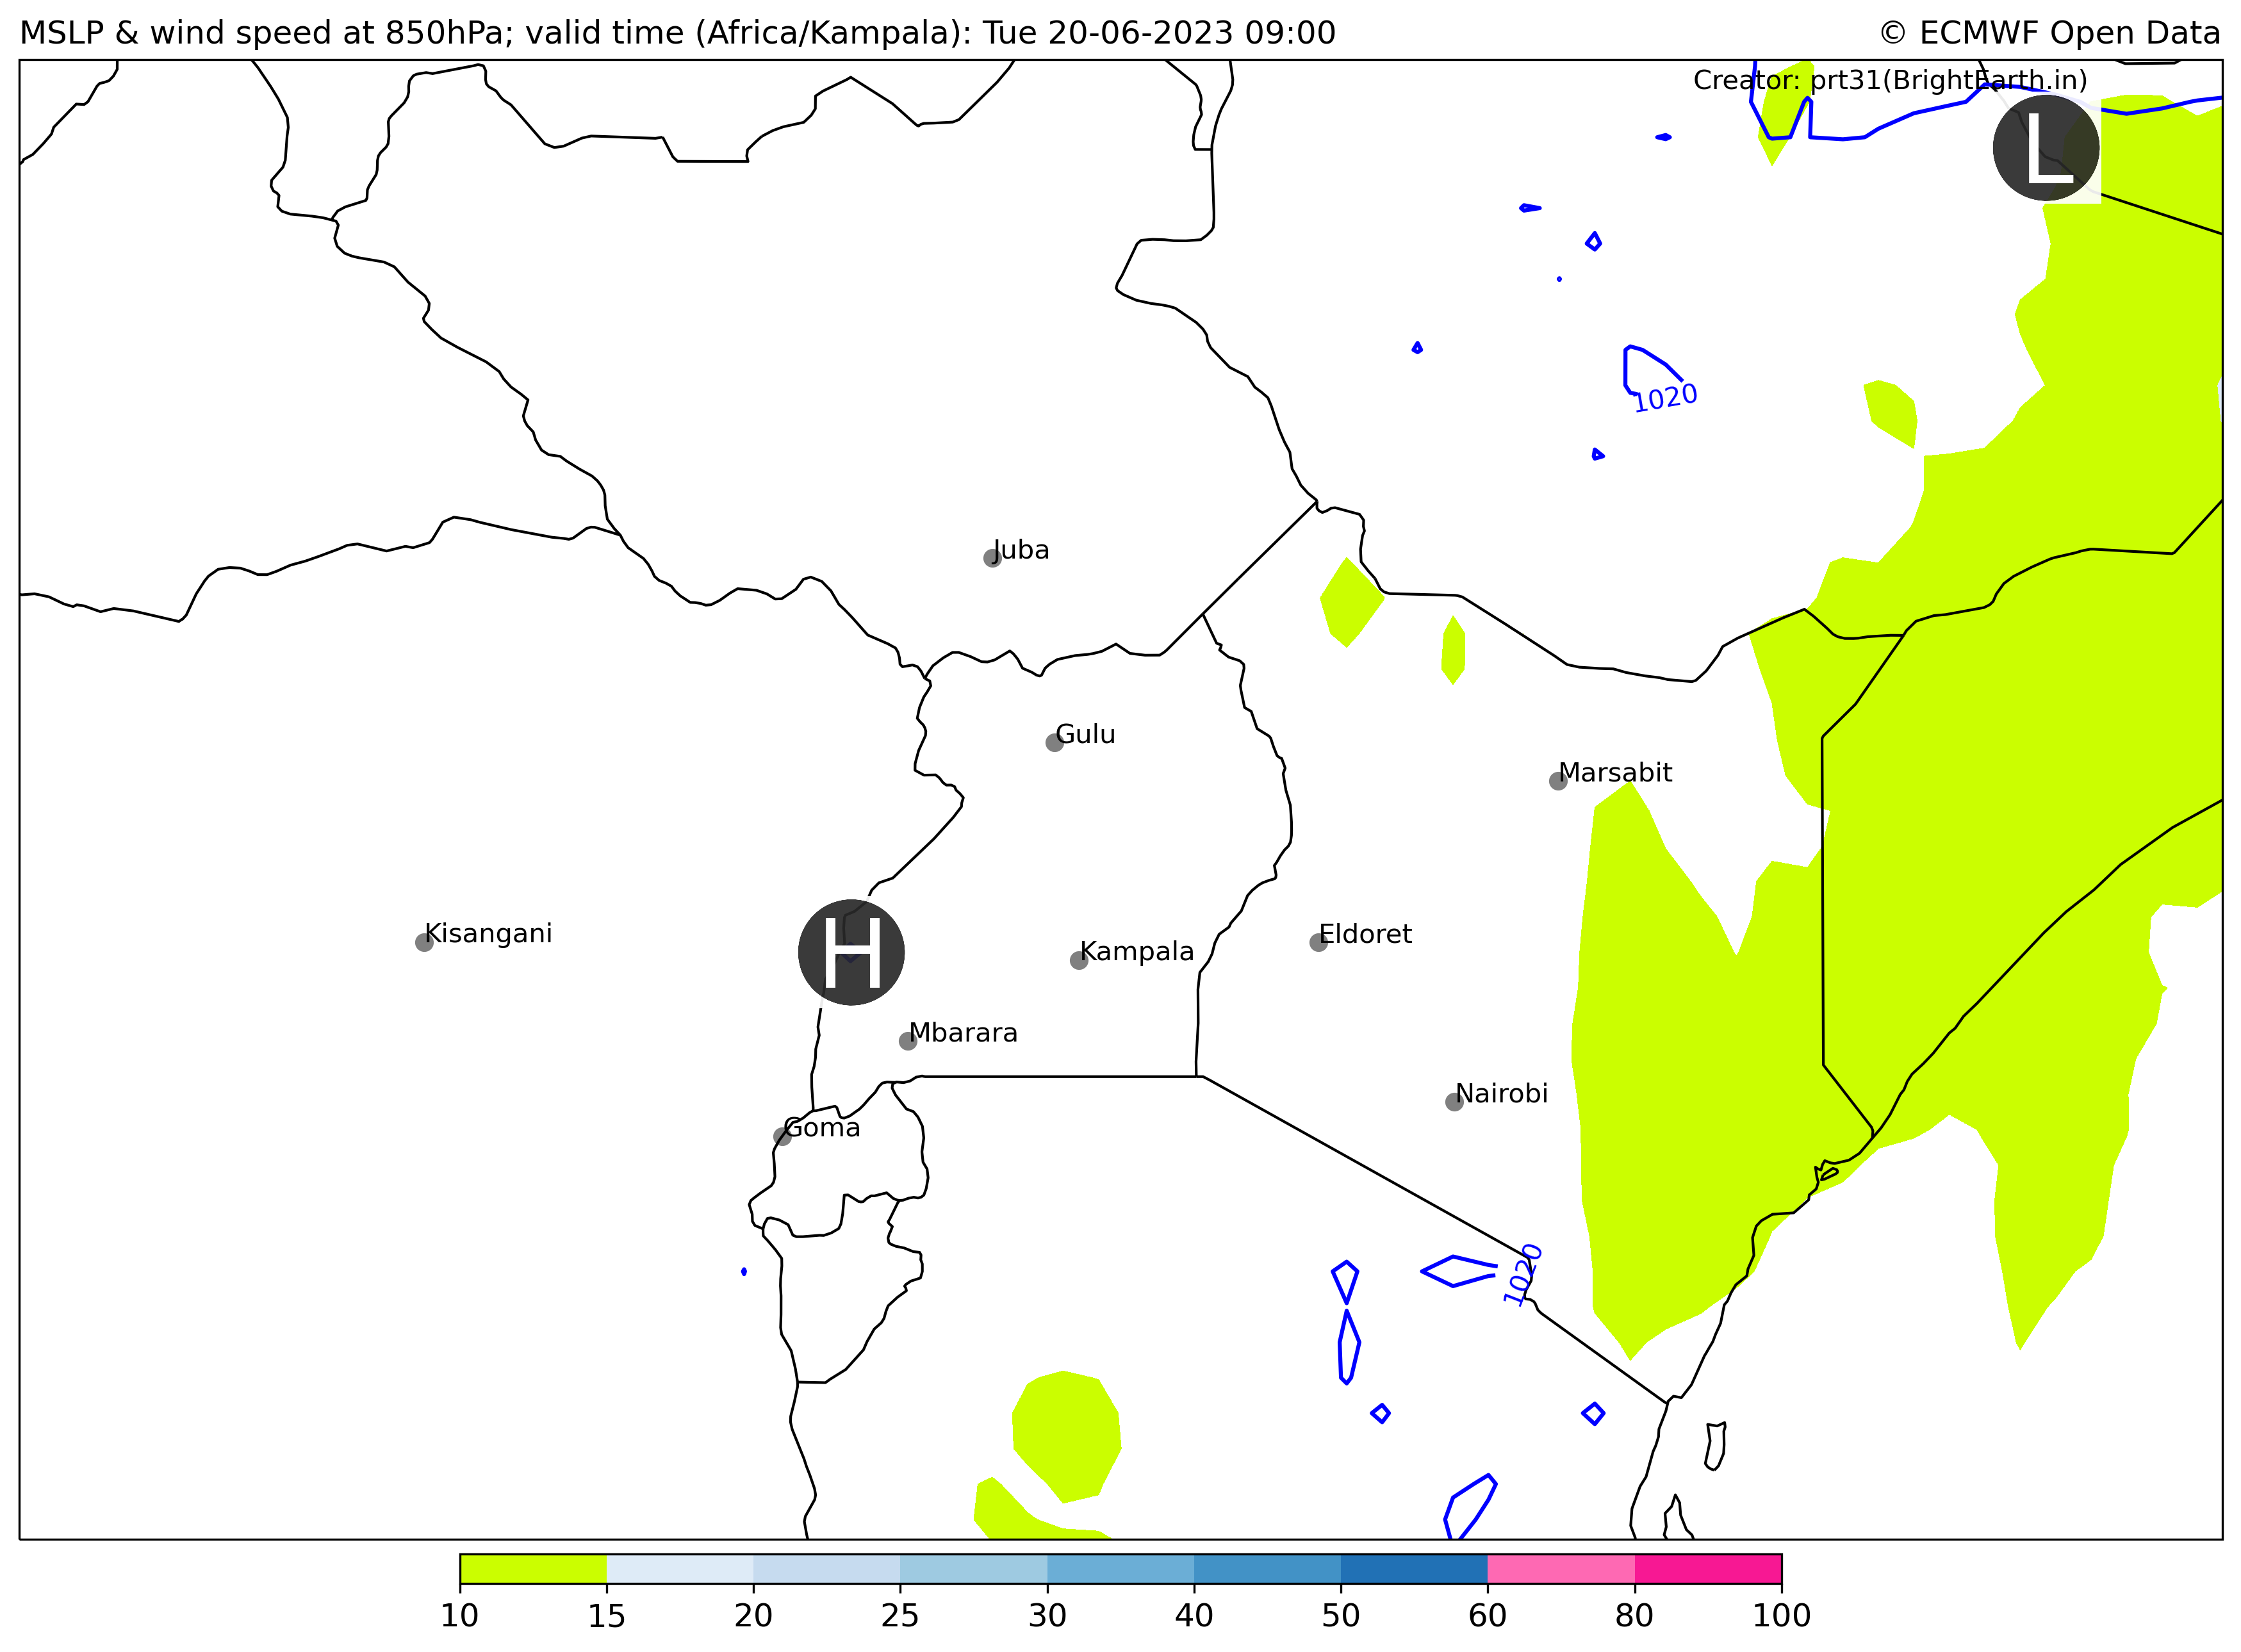 MSLP & wind speed at 850hPa; valid time (Africa/Kampala): Tue 20-06-2023 09:00
© ECMWF Open Data
Creator: prt31(BrightEarth.in)
L
1020
Juba
Gulu
Marsabit
Kisangani
H
Kampala
Eldoret
Mbarara
Nairobi
Goma
1020
10 15 20 25 30 40 50 60 80 100